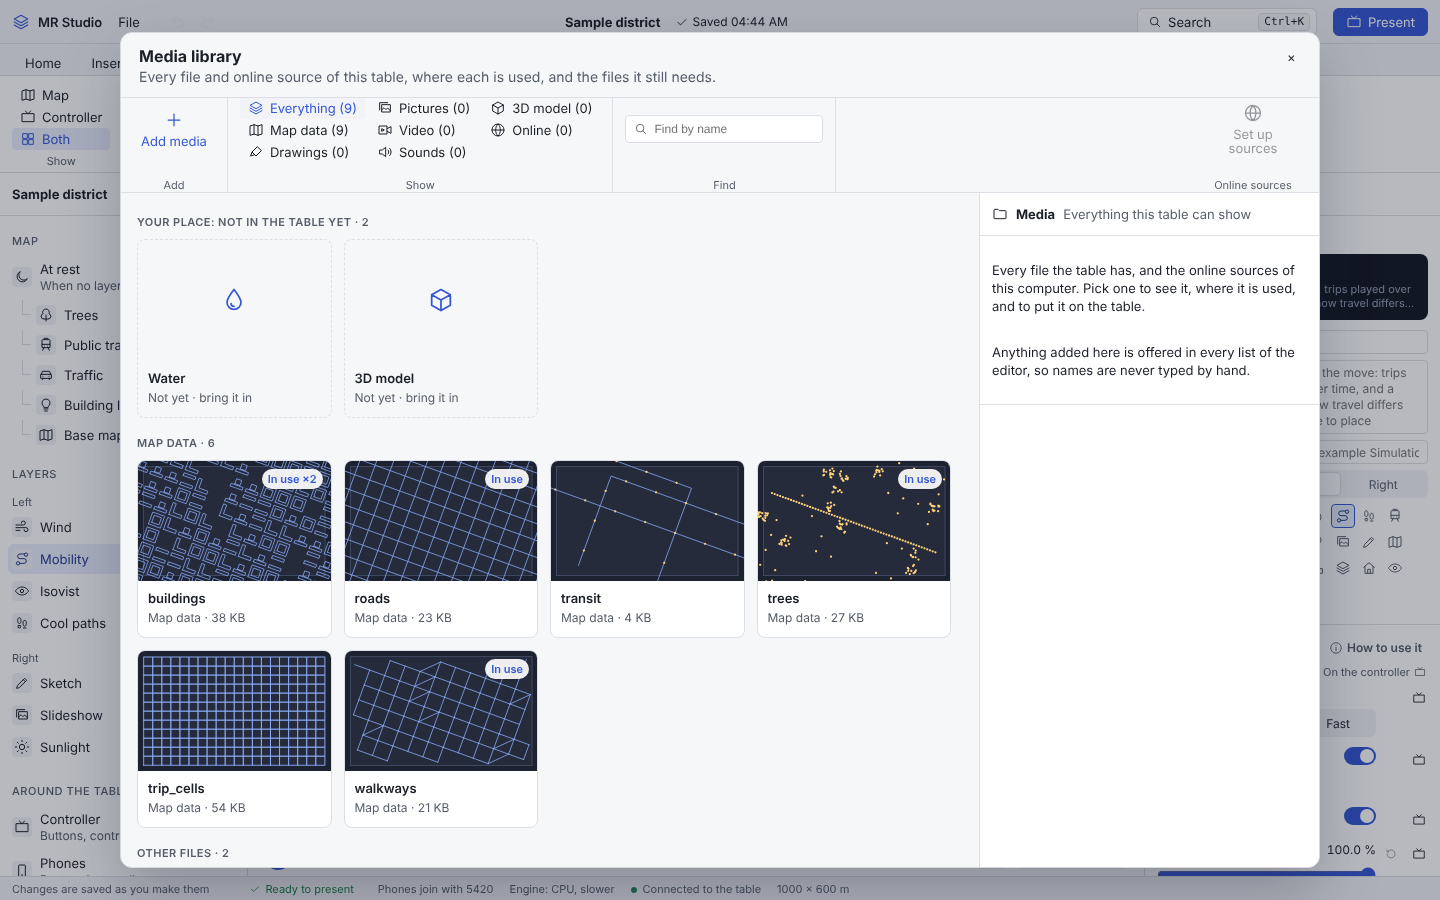 MR Studio File Sample district Saved 04:44 AM Search Ctrl+K Present
Home
Media library
Every file and online source of this table, where each is used, and the files it still needs.
×
Map
Controller
Both
Show
Add media
Add
Everything (9) Pictures (0) 3D model (0)
Map data (9) Video (0) Online (0)
Drawings (0) Sounds (0)
Show
Find by name
Find
Set up
sources
Online sources
Sample district
MAP
At rest
When no layer
Trees
Public
Traffic
Building
Base map
LAYERS
Left
Wind
Mobility
Isovist
Cool paths
Right
Sketch
Slideshow
Sunlight
AROUND THE
Controller
Buttons,
Phones
YOUR PLACE: NOT IN THE TABLE YET · 2
Water
Not yet · bring it in
3D model
Not yet · bring it in
MAP DATA · 6
In use ×2
buildings
Map data · 38 KB
In use
roads
Map data · 23 KB
transit
Map data · 4 KB
In use
trees
Map data · 27 KB
trip_cells
Map data · 54 KB
In use
walkways
Map data · 21 KB
OTHER FILES · 2
Media Everything this table can show
Every file the table has, and the online sources of
this computer. Pick one to see it, where it is used,
and to put it on the table.
Anything added here is offered in every list of the
editor, so names are never typed by hand.
trips played over
how travel differs...
the move: trips
time, and a
travel differs
to place
example
Right
How to use it
On the controller
Fast
100.0 %
Changes are saved as you make them Ready to present Phones join with 5420 Engine: CPU, slower Connected to the table 1000 × 600 m